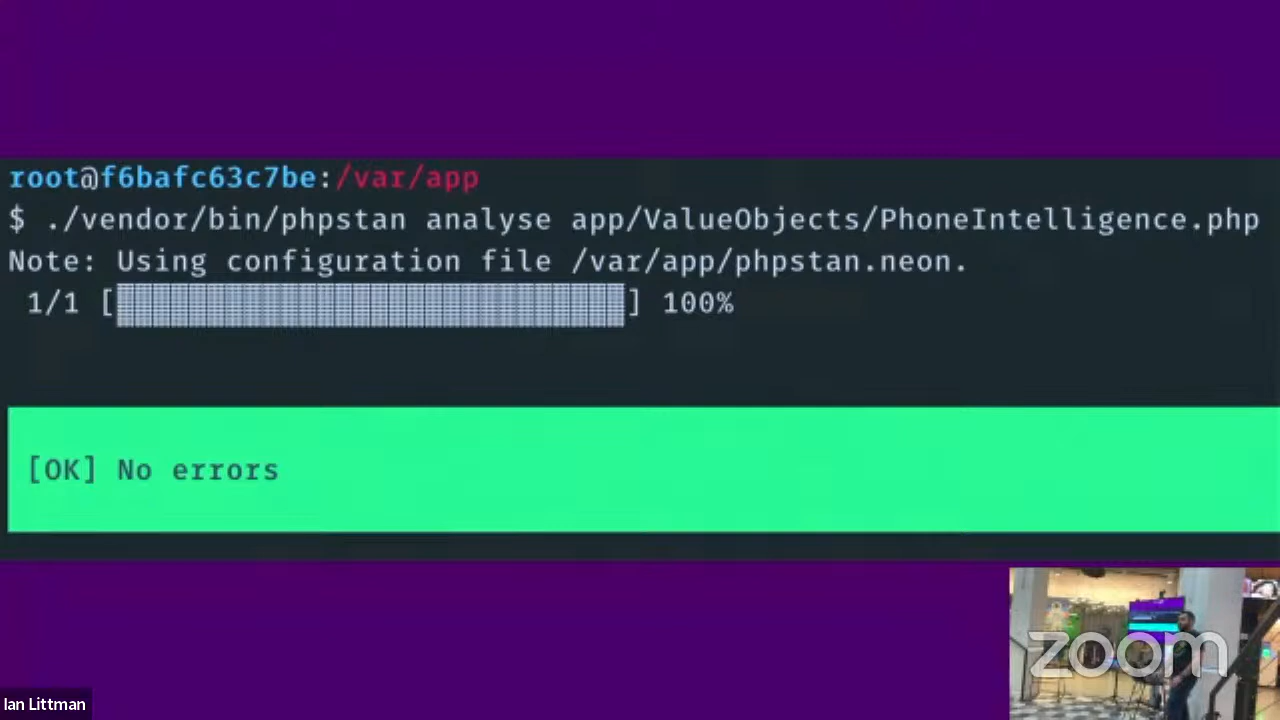 root@f6bafc63c7be:/var/app
$ ./vendor/bin/phpstan analyse app/ValueObjects/PhoneIntelligence.php
Note: Using configuration file /var/app/phpstan.neon.
1/1 [▓▓▓▓▓▓▓▓▓▓▓▓▓▓▓▓▓▓▓▓▓▓▓▓▓▓▓▓] 100%
[OK] No errors
zoom
Ian Littman